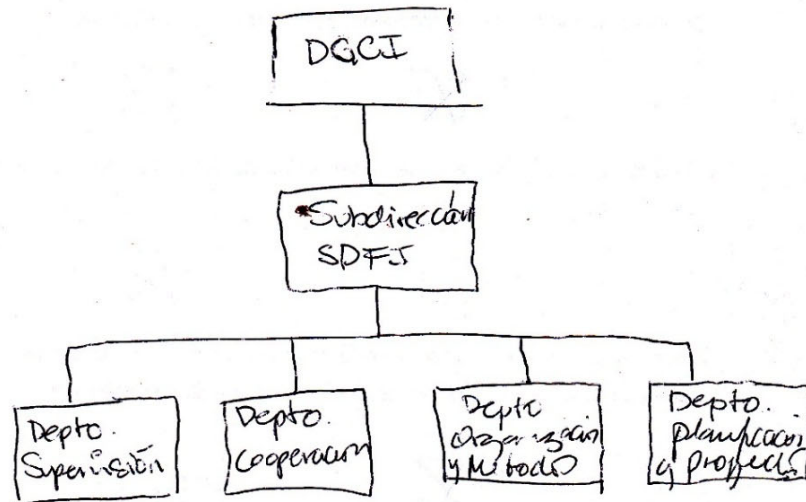 DGCI
*Subdirección
SDFJ
Depto.
Supervisión
Depto.
Cooperación
Depto
Organización
y Métodos
Depto.
planificación
y proyectos